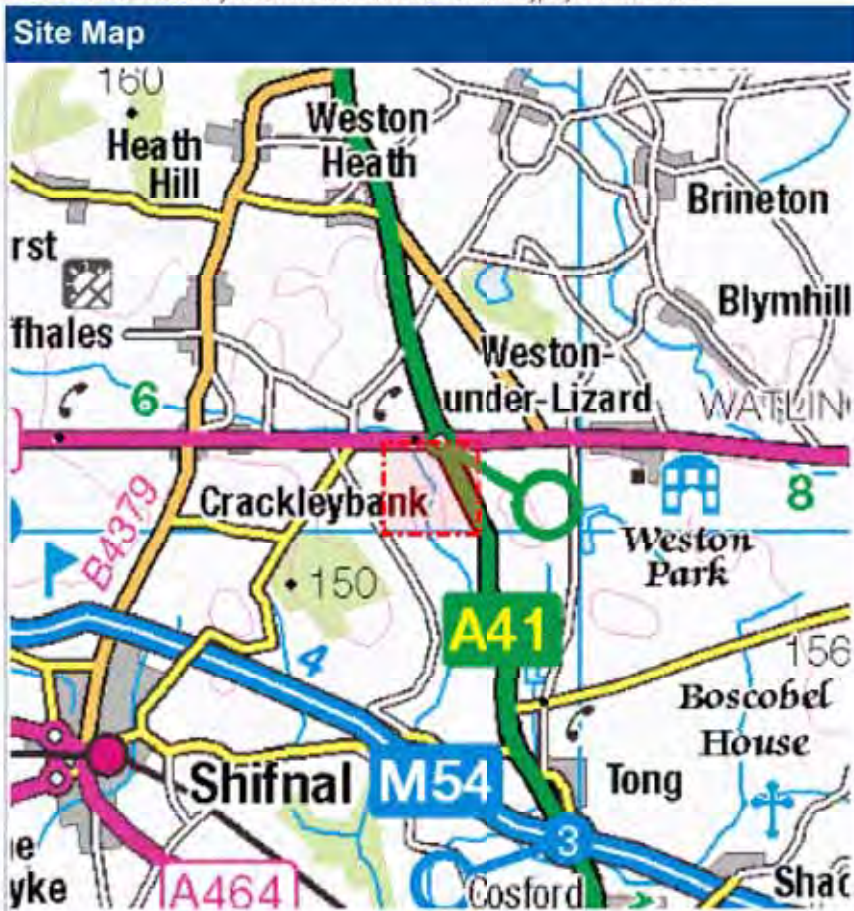 Site Map
160
Weston
Heath
Heath
Hill
Brineton
rst
Blymhill
fhales
Weston-
under-Lizard
6
WATLIN
8
B4379
Crackleybank
Weston
Park
150
A41
4
156
Boscobel
House
Shifnal
M54
Tong
3
yke
A464
Cosford
Shac